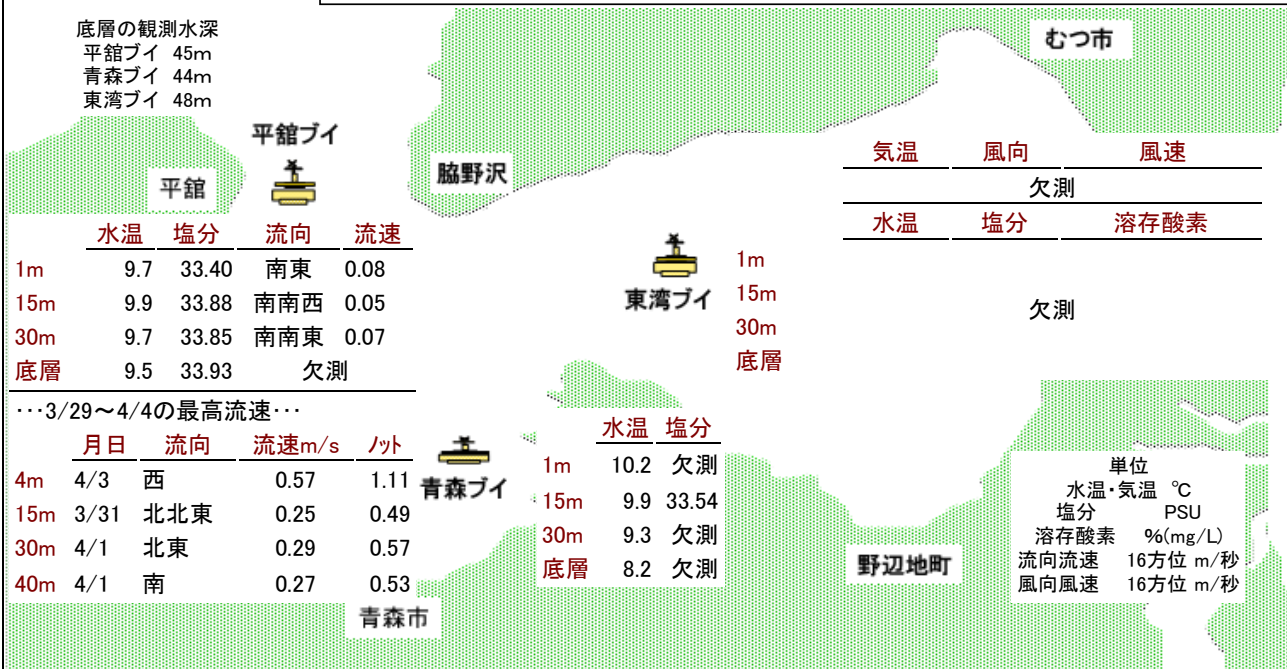 底層の観測水深
平舘ブイ 45m
青森ブイ 44m
東湾ブイ 48m
むつ市
平舘ブイ
平舘
脇野沢
水温 塩分 流向 流速
1m 9.7 33.40 南東 0.08
15m 9.9 33.88 南南西 0.05
30m 9.7 33.85 南南東 0.07
底層 9.5 33.93 欠測
…3/29～4/4の最高流速…
月日 流向 流速m/s ﾉｯﾄ
4m 4/3 西 0.57 1.11
15m 3/31 北北東 0.25 0.49
30m 4/1 北東 0.29 0.57
40m 4/1 南 0.27 0.53
気温 風向 風速
欠測
水温 塩分 溶存酸素
東湾ブイ
1m
15m
30m
底層
欠測
青森ブイ
水温 塩分
1m 10.2 欠測
15m 9.9 33.54
30m 9.3 欠測
底層 8.2 欠測
青森市
野辺地町
単位
水温・気温 ℃
塩分 PSU
溶存酸素 %(mg/L)
流向流速 16方位 m/秒
風向風速 16方位 m/秒